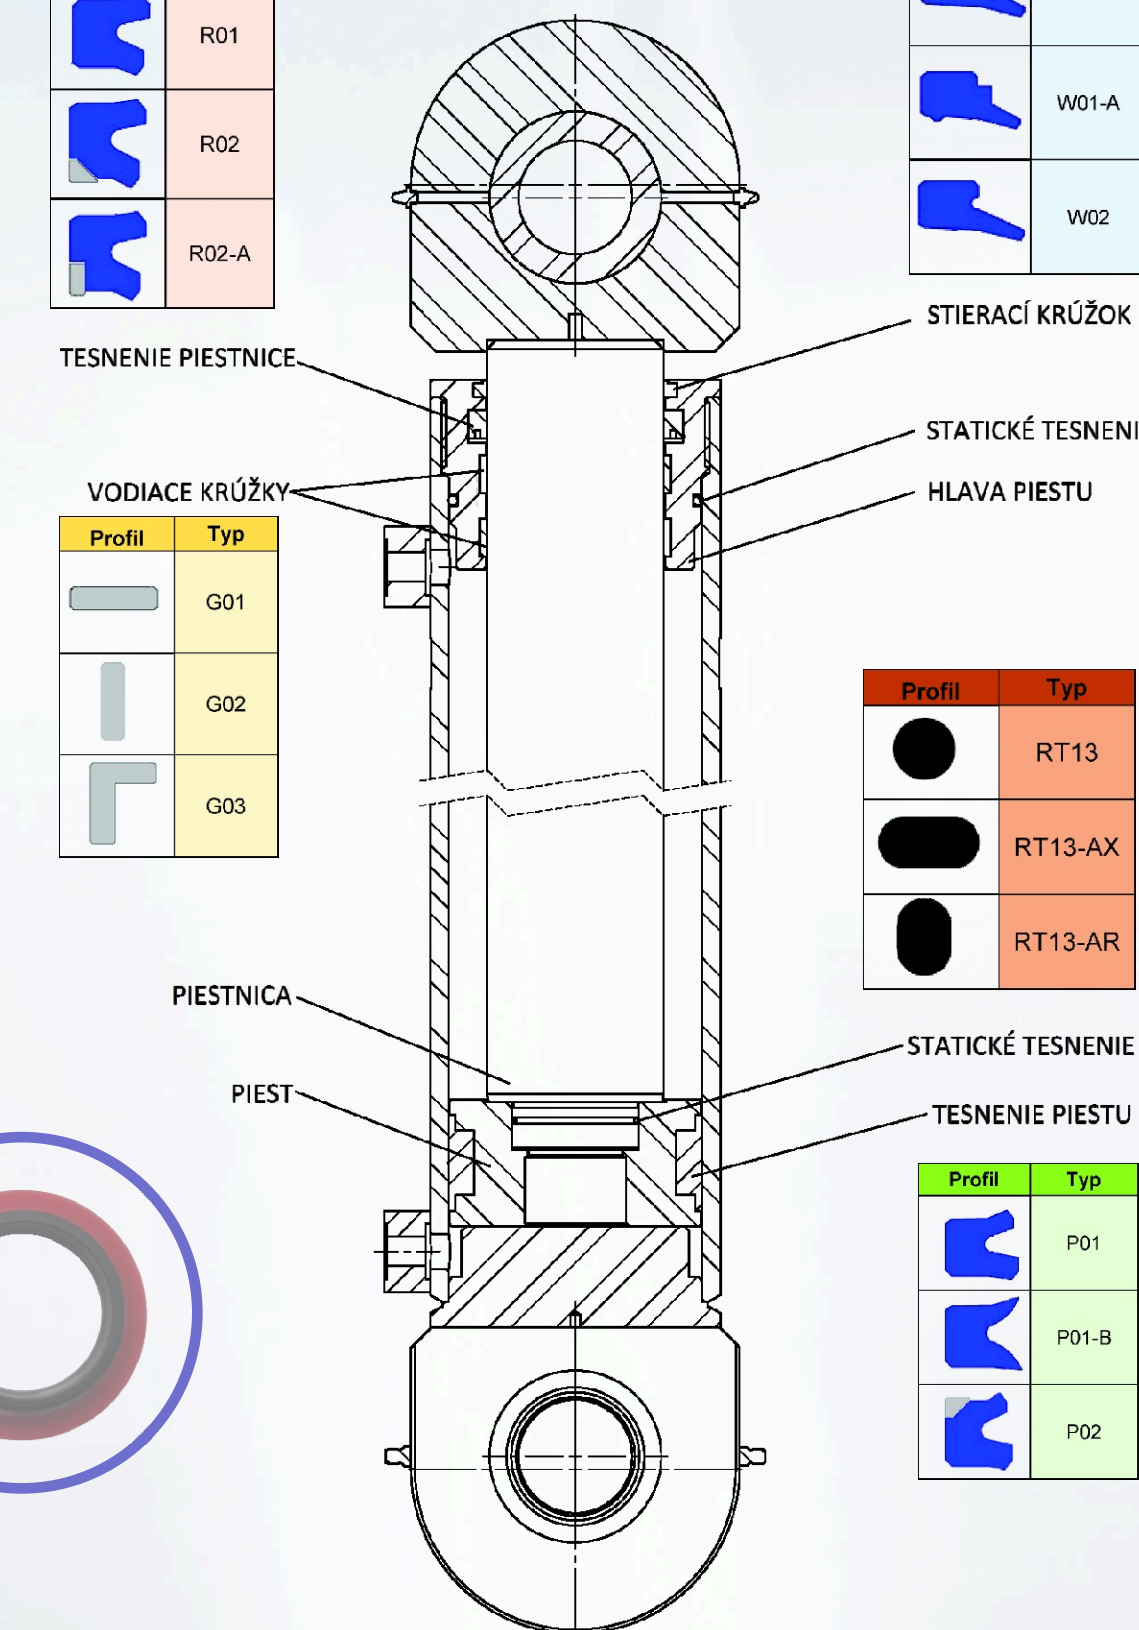 R01
R02
R02-A
W01-A
W02
STIERACÍ KRÚŽOK
TESNENIE PIESTNICE
STATICKÉ TESNENI
VODIACE KRÚŽKY
HLAVA PIESTU
Profil Typ
G01
G02
G03
Profil Typ
RT13
RT13-AX
RT13-AR
PIESTNICA
STATICKÉ TESNENIE
PIEST
TESNENIE PIESTU
Profil Typ
P01
P01-B
P02